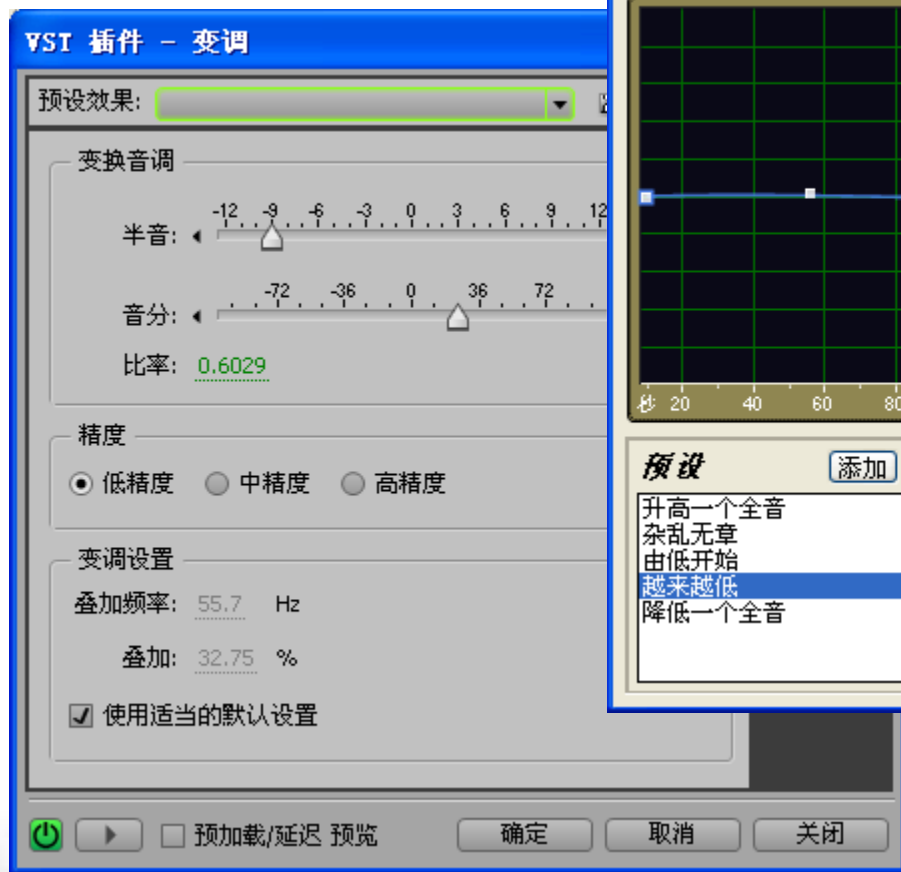 VST 插件 - 变调
预设效果:
变换音调
-12 -9 -6 -3 0 3 6 9 12
半音:
-72 -36 0 36 72
音分:
比率: 0.6029
精度
低精度 中精度 高精度
变调设置
叠加频率: 55.7 Hz
叠加: 32.75 %
使用适当的默认设置
预加载/延迟 预览 确定 取消 关闭
秒 20 40 60 80
预设 添加
升高一个全音
杂乱无章
由低开始
越来越低
降低一个全音